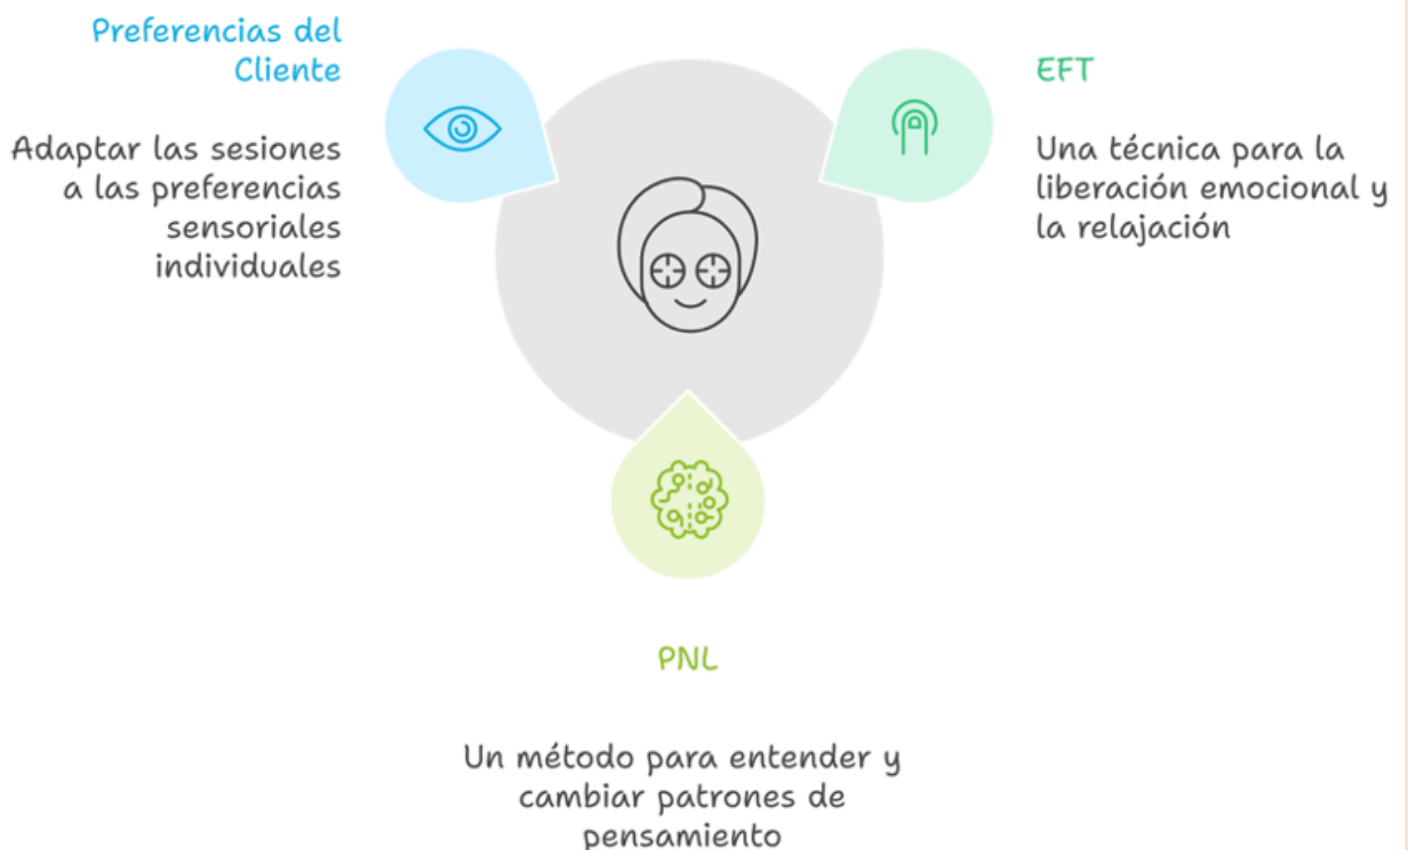 Preferencias del
Cliente
Adaptar las sesiones
a las preferencias
sensoriales
individuales
EFT
Una técnica para la
liberación emocional y
la relajación
PNL
Un método para entender y
cambiar patrones de
pensamiento